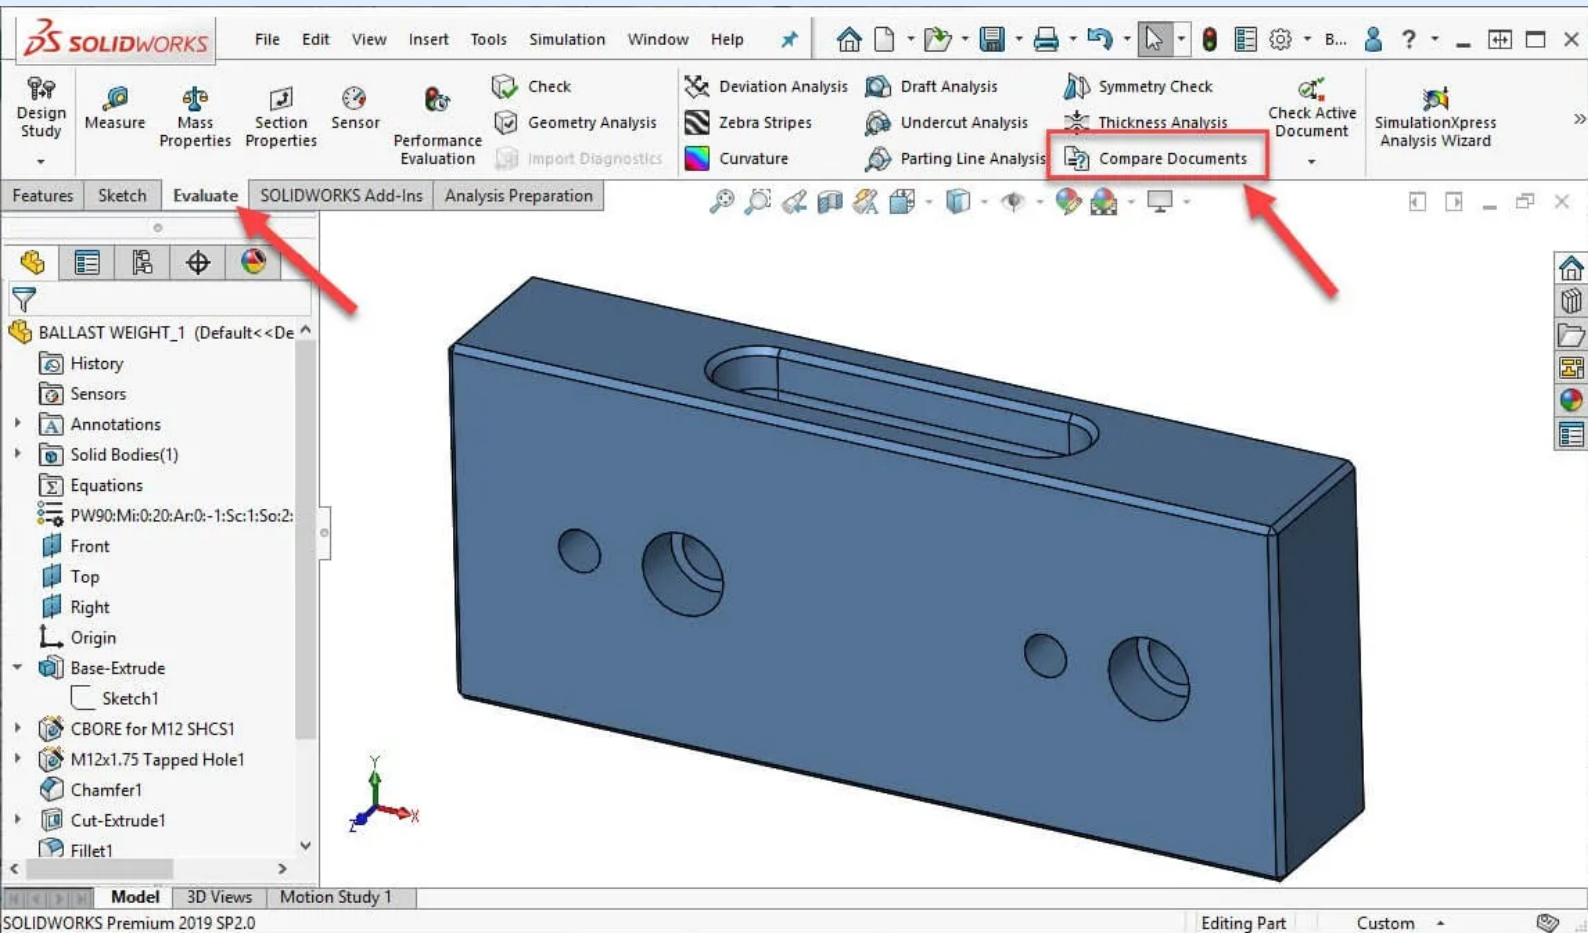 SOLIDWORKS File Edit View Insert Tools Simulation Window Help B... ?
Design Study
Measure
Mass Properties
Section Properties
Sensor
Performance Evaluation
Check
Geometry Analysis
Import Diagnostics
Deviation Analysis
Zebra Stripes
Curvature
Draft Analysis
Undercut Analysis
Parting Line Analysis
Symmetry Check
Thickness Analysis
Compare Documents
Check Active Document
SimulationXpress Analysis Wizard
Features Sketch Evaluate SOLIDWORKS Add-Ins Analysis Preparation
BALLAST WEIGHT_1 (Default<<De
History
Sensors
Annotations
Solid Bodies(1)
Equations
PW90:Mi:0:20:Ar:0:-1:Sc:1:So:2:
Front
Top
Right
Origin
Base-Extrude
Sketch1
CBORE for M12 SHCS1
M12x1.75 Tapped Hole1
Chamfer1
Cut-Extrude1
Fillet1
Y
X
Z
Model 3D Views Motion Study 1
SOLIDWORKS Premium 2019 SP2.0 Editing Part Custom